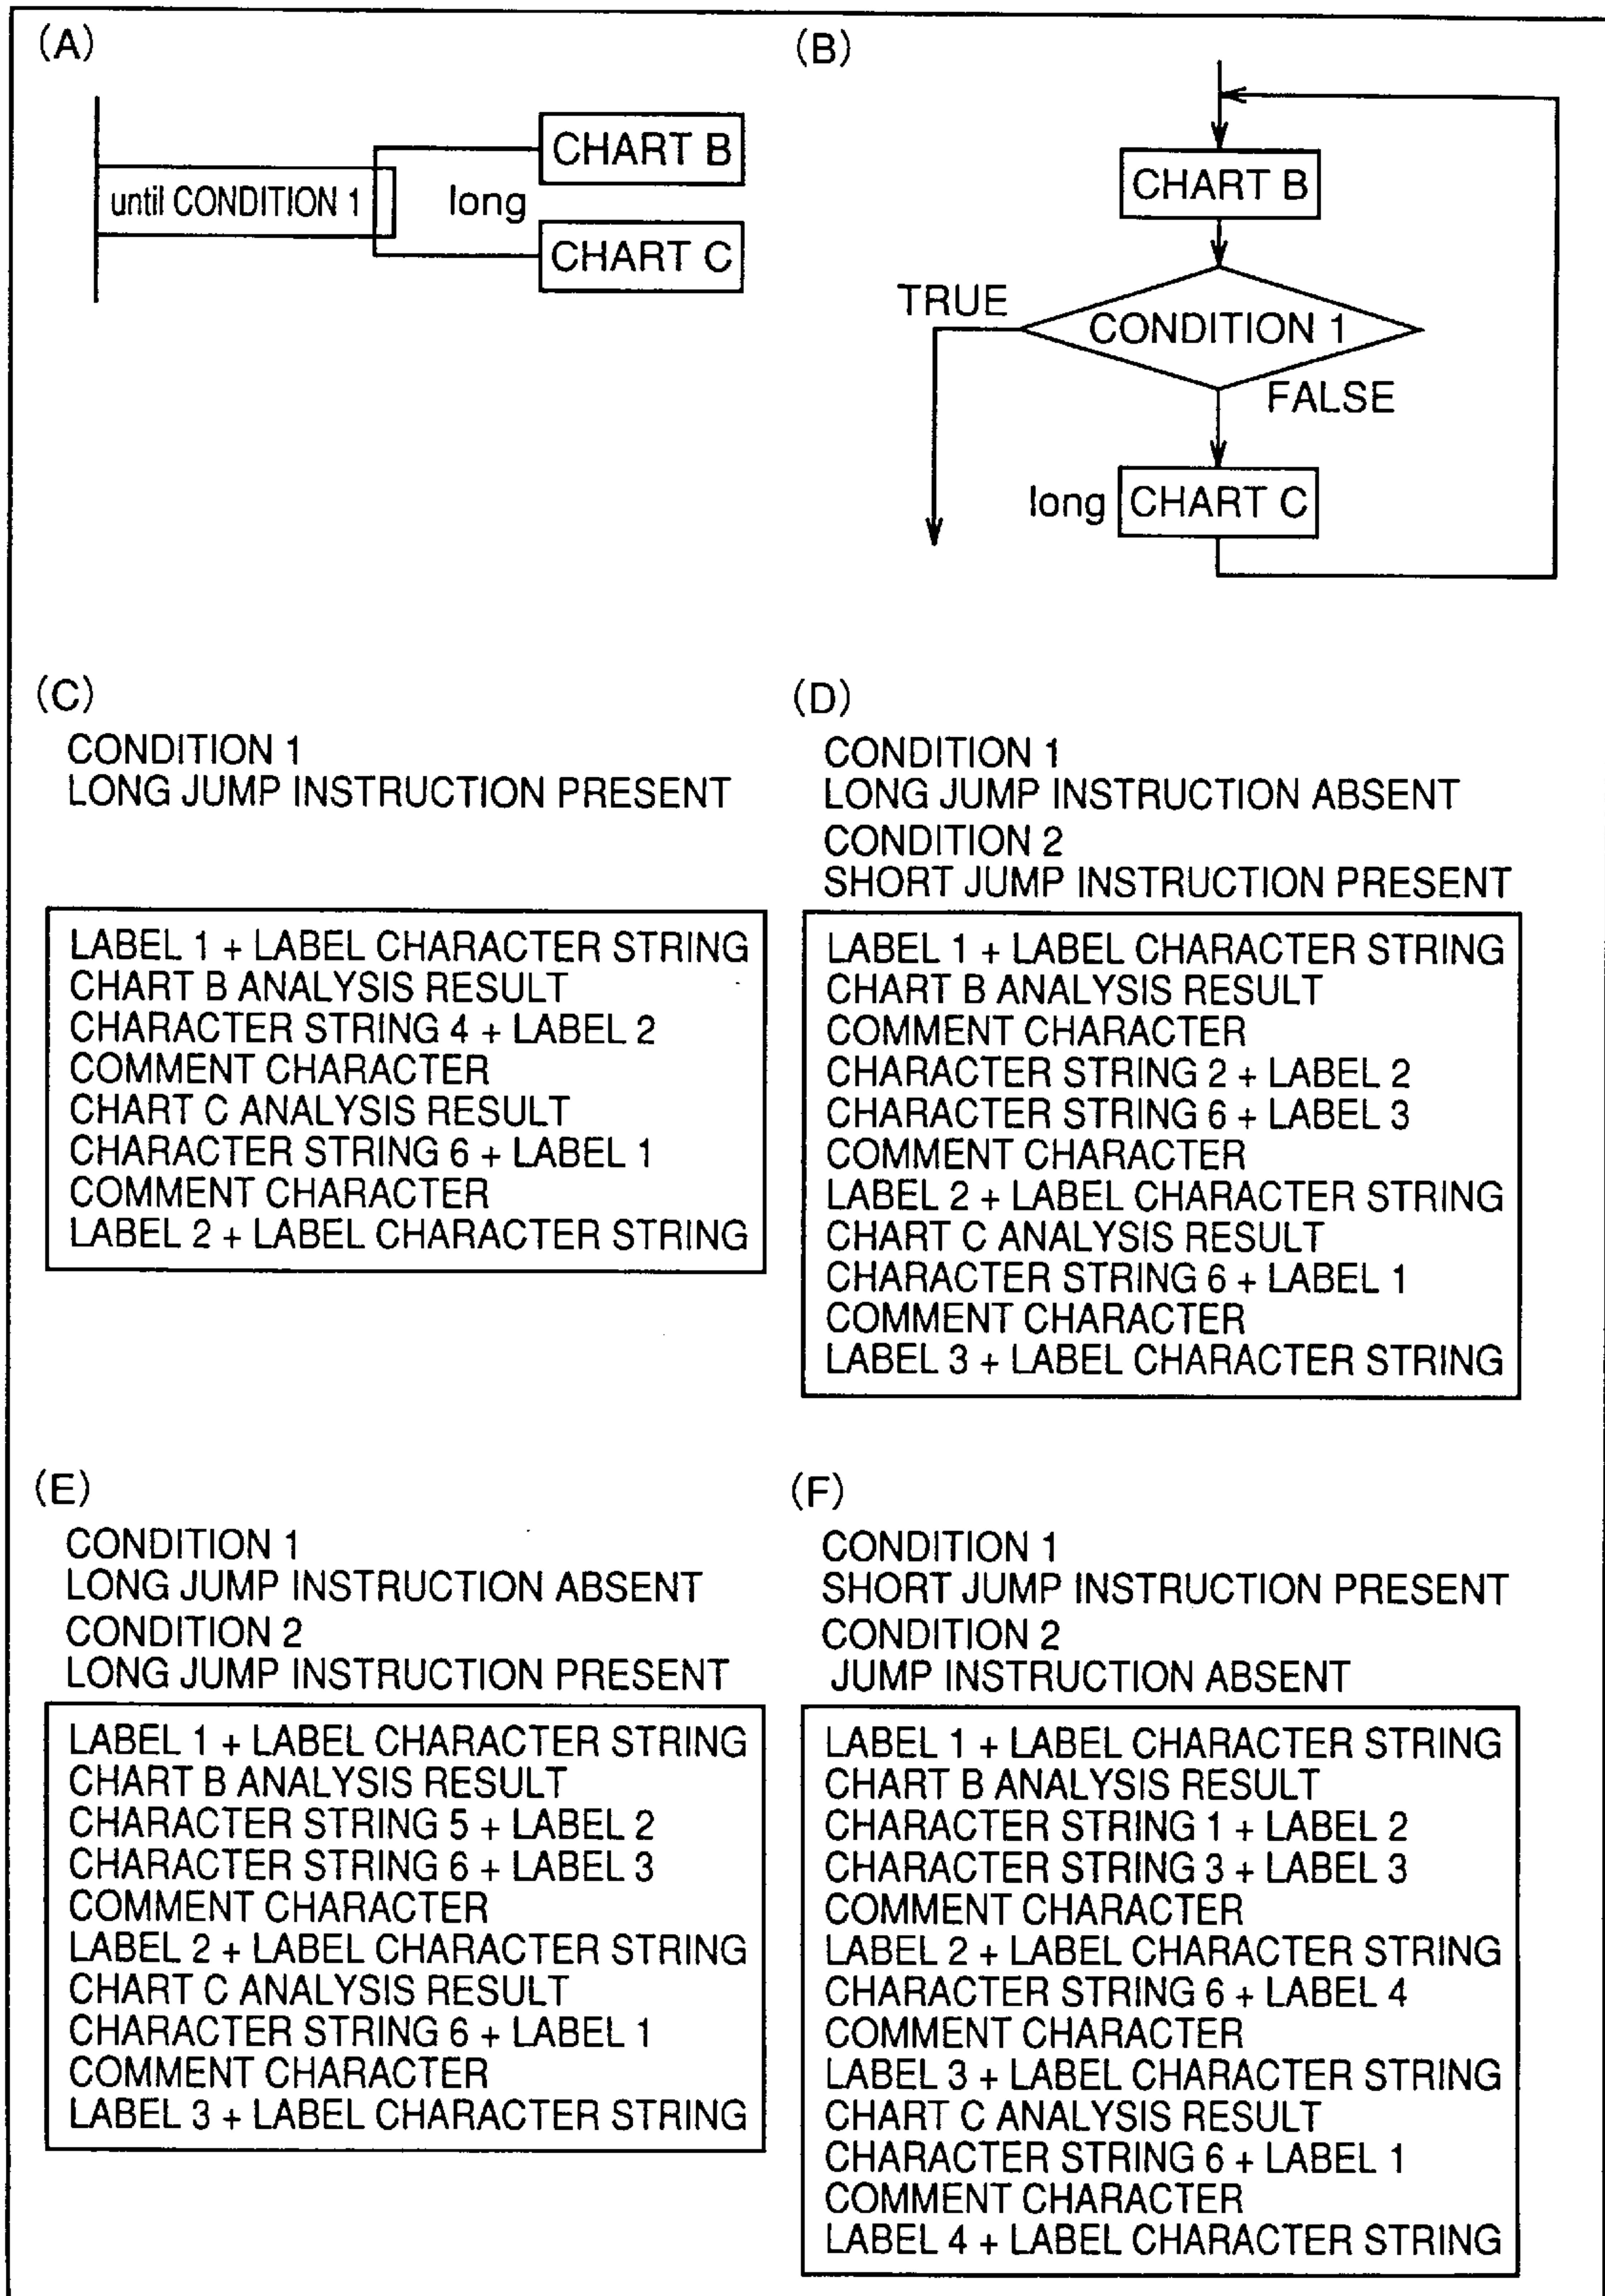 (A)
CHART B
until CONDITION 1
long
CHART C
(B)
CHART B
TRUE
CONDITION 1
FALSE
long
CHART C
(C)
CONDITION 1
LONG JUMP INSTRUCTION PRESENT
LABEL 1 + LABEL CHARACTER STRING
CHART B ANALYSIS RESULT
CHARACTER STRING 4 + LABEL 2
COMMENT CHARACTER
CHART C ANALYSIS RESULT
CHARACTER STRING 6 + LABEL 1
COMMENT CHARACTER
LABEL 2 + LABEL CHARACTER STRING
(D)
CONDITION 1
LONG JUMP INSTRUCTION ABSENT
CONDITION 2
SHORT JUMP INSTRUCTION PRESENT
LABEL 1 + LABEL CHARACTER STRING
CHART B ANALYSIS RESULT
COMMENT CHARACTER
CHARACTER STRING 2 + LABEL 2
CHARACTER STRING 6 + LABEL 3
COMMENT CHARACTER
LABEL 2 + LABEL CHARACTER STRING
CHART C ANALYSIS RESULT
CHARACTER STRING 6 + LABEL 1
COMMENT CHARACTER
LABEL 3 + LABEL CHARACTER STRING
(E)
CONDITION 1
LONG JUMP INSTRUCTION ABSENT
CONDITION 2
LONG JUMP INSTRUCTION PRESENT
LABEL 1 + LABEL CHARACTER STRING
CHART B ANALYSIS RESULT
CHARACTER STRING 5 + LABEL 2
CHARACTER STRING 6 + LABEL 3
COMMENT CHARACTER
LABEL 2 + LABEL CHARACTER STRING
CHART C ANALYSIS RESULT
CHARACTER STRING 6 + LABEL 1
COMMENT CHARACTER
LABEL 3 + LABEL CHARACTER STRING
(F)
CONDITION 1
SHORT JUMP INSTRUCTION PRESENT
CONDITION 2
JUMP INSTRUCTION ABSENT
LABEL 1 + LABEL CHARACTER STRING
CHART B ANALYSIS RESULT
CHARACTER STRING 1 + LABEL 2
CHARACTER STRING 3 + LABEL 3
COMMENT CHARACTER
LABEL 2 + LABEL CHARACTER STRING
CHARACTER STRING 6 + LABEL 4
COMMENT CHARACTER
LABEL 3 + LABEL CHARACTER STRING
CHART C ANALYSIS RESULT
CHARACTER STRING 6 + LABEL 1
COMMENT CHARACTER
LABEL 4 + LABEL CHARACTER STRING